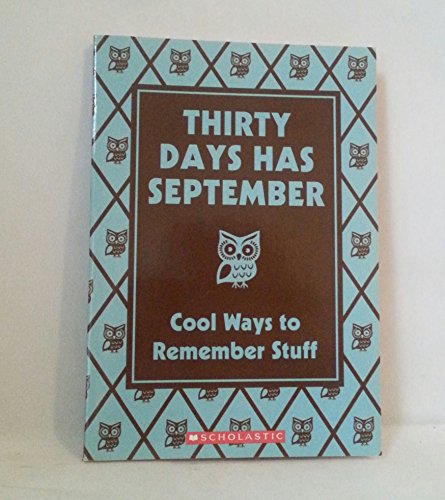 THIRTY
DAYS HAS
SEPTEMBER
Cool Ways to
Remember Stuff
SCHOLASTIC